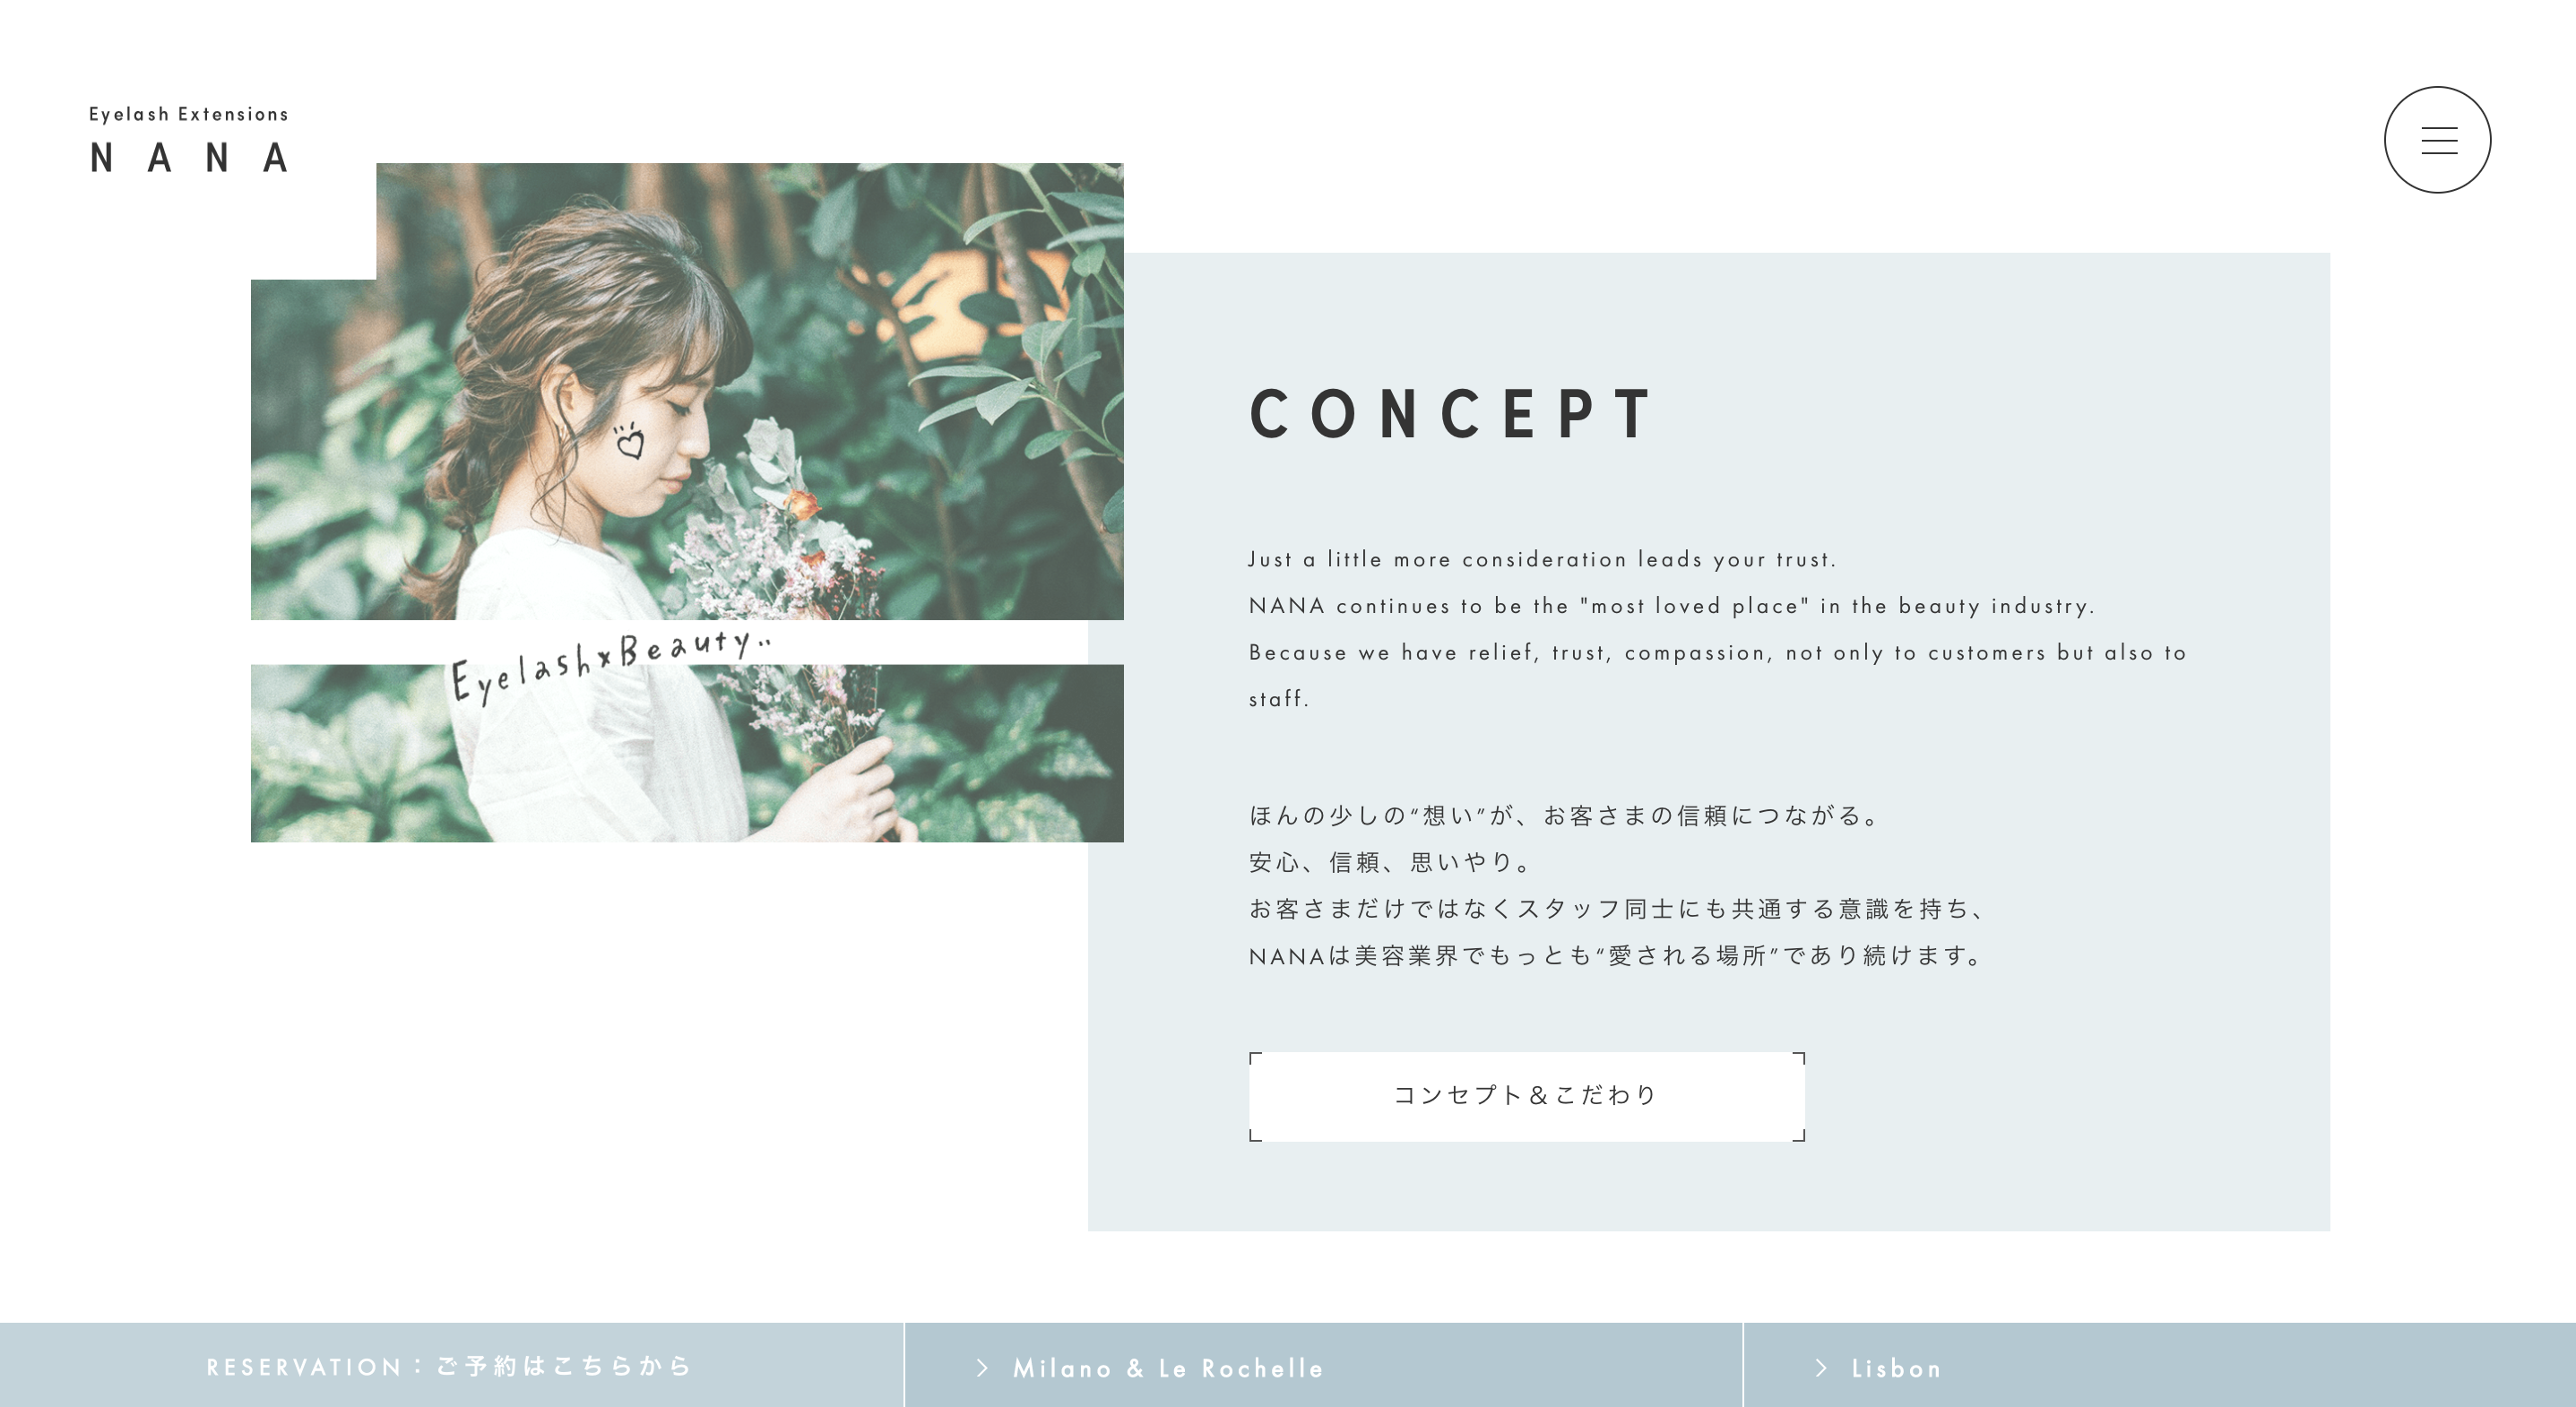 Eyelash Extensions
NANA
Eyelash×Beauty..
CONCEPT
Just a little more consideration leads your trust.
NANA continues to be the "most loved place" in the beauty industry.
Because we have relief, trust, compassion, not only to customers but also to
staff.
ほんの少しの“想い”が、お客さまの信頼につながる。
安心、信頼、思いやり。
お客さまだけではなくスタッフ同士にも共通する意識を持ち、
NANAは美容業界でもっとも“愛される場所”であり続けます。
コンセプト＆こだわり
RESERVATION：ご予約はこちらから
Milano & Le Rochelle
Lisbon